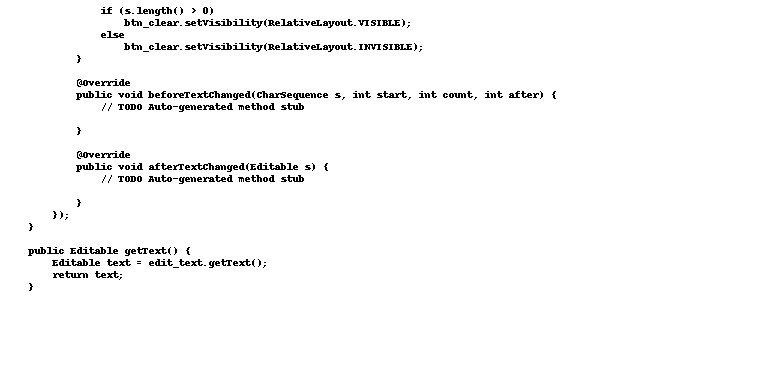 if (s.length() > 0)
btn_clear.setVisibility(RelativeLayout.VISIBLE);
else
btn_clear.setVisibility(RelativeLayout.INVISIBLE);
}
@Override
public void beforeTextChanged(CharSequence s, int start, int count, int after) {
// TODO Auto-generated method stub
}
@Override
public void afterTextChanged(Editable s) {
// TODO Auto-generated method stub
}
});
}
public Editable getText() {
Editable text = edit_text.getText();
return text;
}